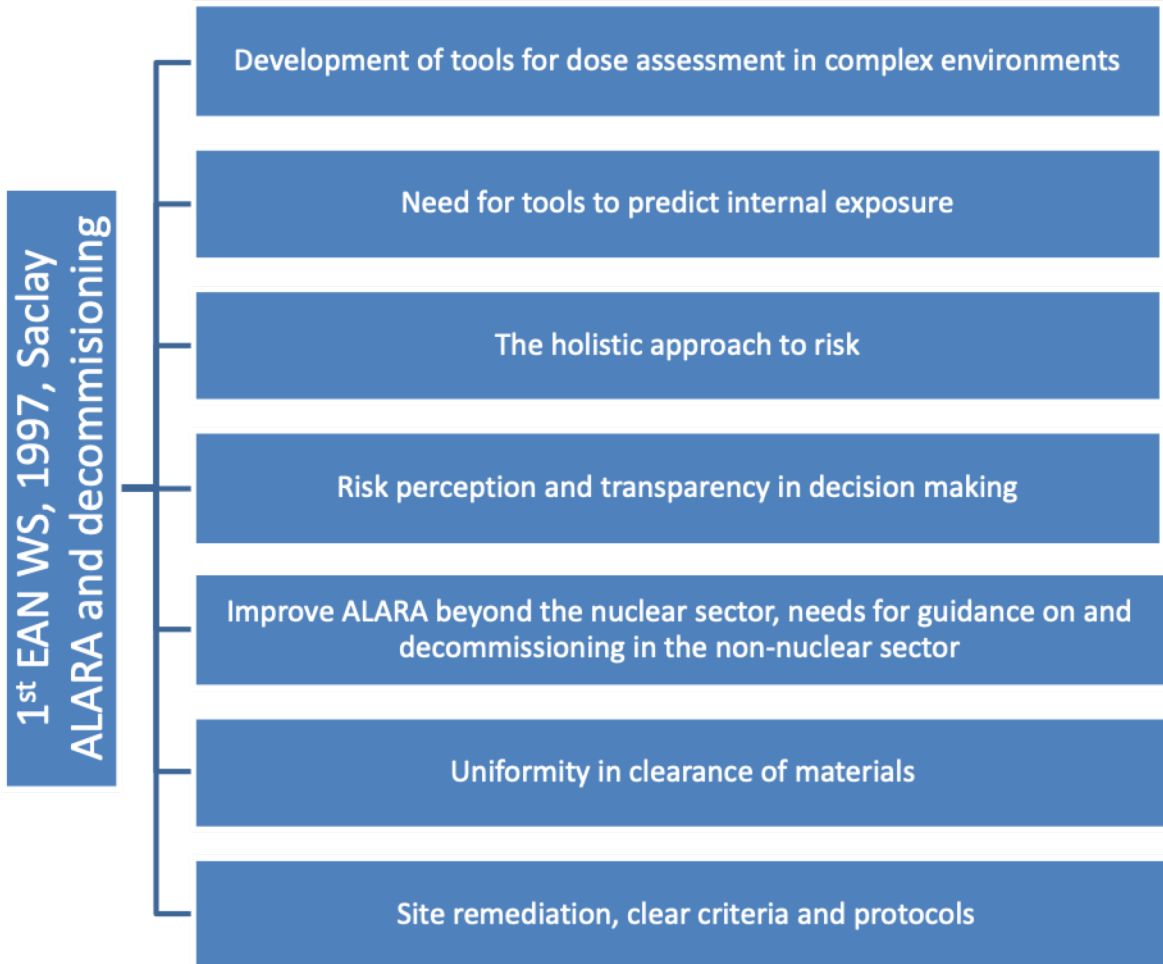 1st EAN WS, 1997, Saclay
ALARA and decommisioning
Development of tools for dose assessment in complex environments
Need for tools to predict internal exposure
The holistic approach to risk
Risk perception and transparency in decision making
Improve ALARA beyond the nuclear sector, needs for guidance on and
decommissioning in the non-nuclear sector
Uniformity in clearance of materials
Site remediation, clear criteria and protocols